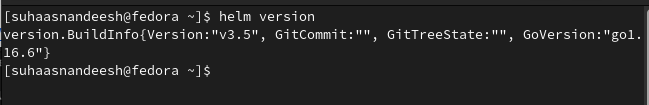 [suhaasnandeesh@fedora ~]$ helm version
version.BuildInfo{Version:"v3.5", GitCommit:"", GitTreeState:"", GoVersion:"go1.
16.6"}
[suhaasnandeesh@fedora ~]$